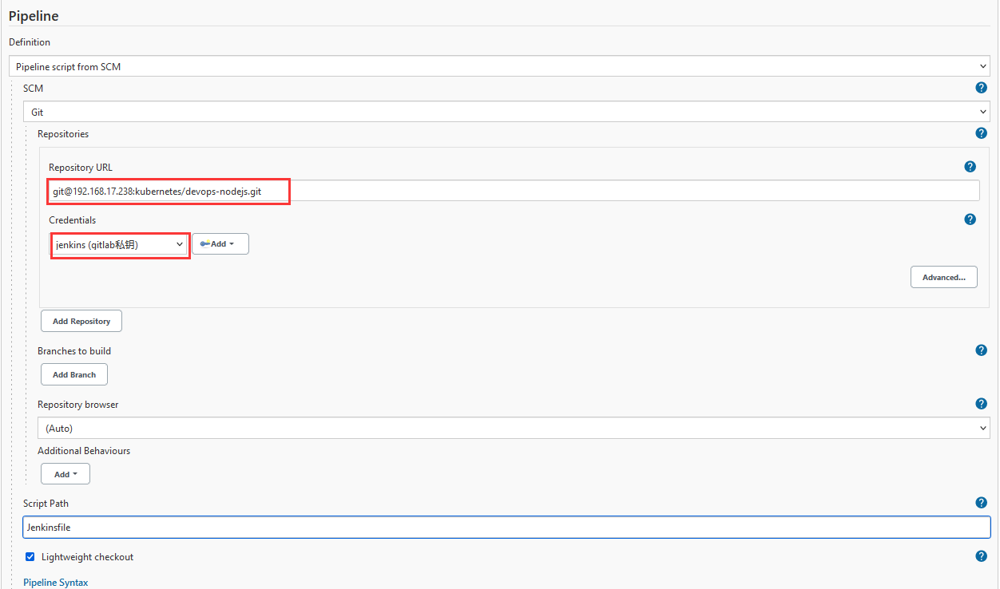 Pipeline
Definition
Pipeline script from SCM
SCM
?
Git
Repositories
?
Repository URL
?
git@192.168.17.238:kubernetes/devops-nodejs.git
Credentials
?
jenkins (gitlab私钥)
Add
Advanced...
Add Repository
Branches to build
?
Add Branch
Repository browser
?
(Auto)
Additional Behaviours
Add
Script Path
?
Jenkinsfile
Lightweight checkout
?
Pipeline Syntax